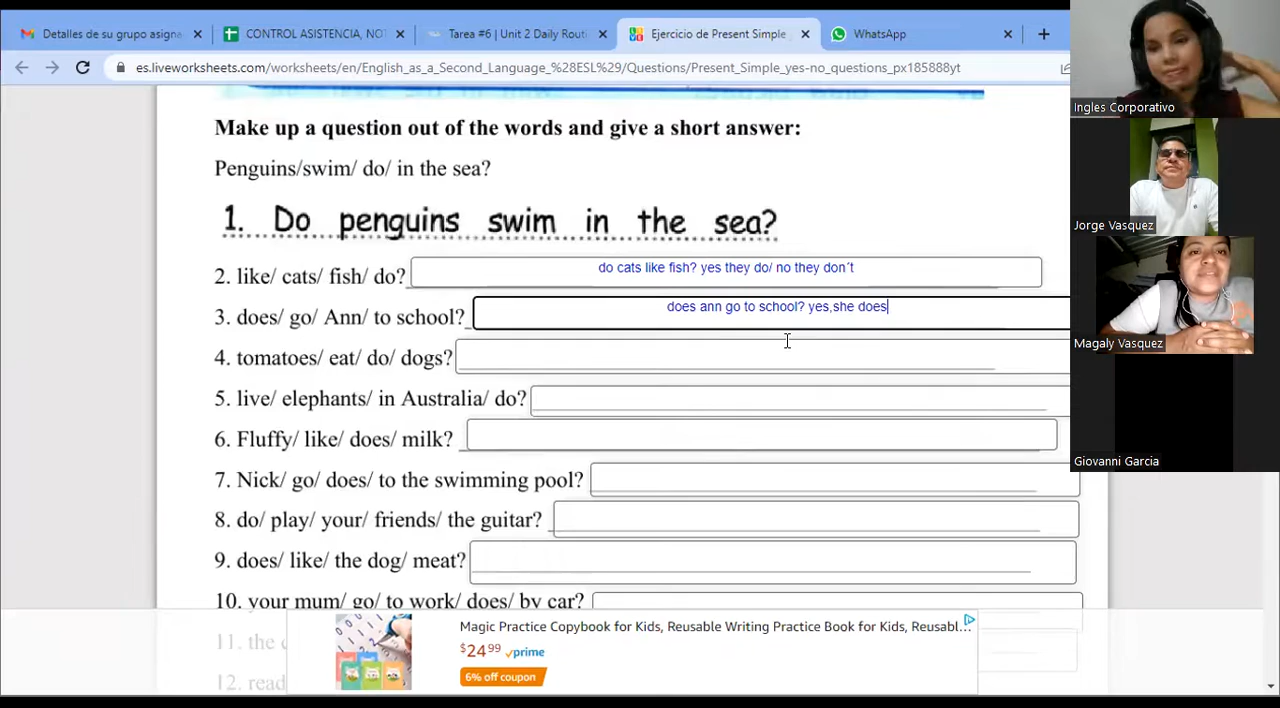 Detalles de su grupo asigna
CONTROL ASISTENCIA, NOT
Tarea #6 | Unit 2 Daily Routi
Ejercicio de Present Simple
WhatsApp
es.liveworksheets.com/worksheets/en/English_as_a_Second_Language_%28ESL%29/Questions/Present_Simple_yes-no_questions_px185888yt
Ingles Corporativo
Make up a question out of the words and give a short answer:
Penguins/swim/ do/ in the sea?
1. Do penguins swim in the sea?
Jorge Vasquez
2. like/ cats/ fish/ do? do cats like fish? yes they do/ no they don´t
3. does/ go/ Ann/ to school? does ann go to school? yes,she does
Magaly Vasquez
4. tomatoes/ eat/ do/ dogs?
5. live/ elephants/ in Australia/ do?
6. Fluffy/ like/ does/ milk?
Giovanni Garcia
7. Nick/ go/ does/ to the swimming pool?
8. do/ play/ your/ friends/ the guitar?
9. does/ like/ the dog/ meat?
10. your mum/ go/ to work/ does/ by car?
11. the
12. read
Magic Practice Copybook for Kids, Reusable Writing Practice Book for Kids, Reusabl...
$24.99 prime
6% off coupon